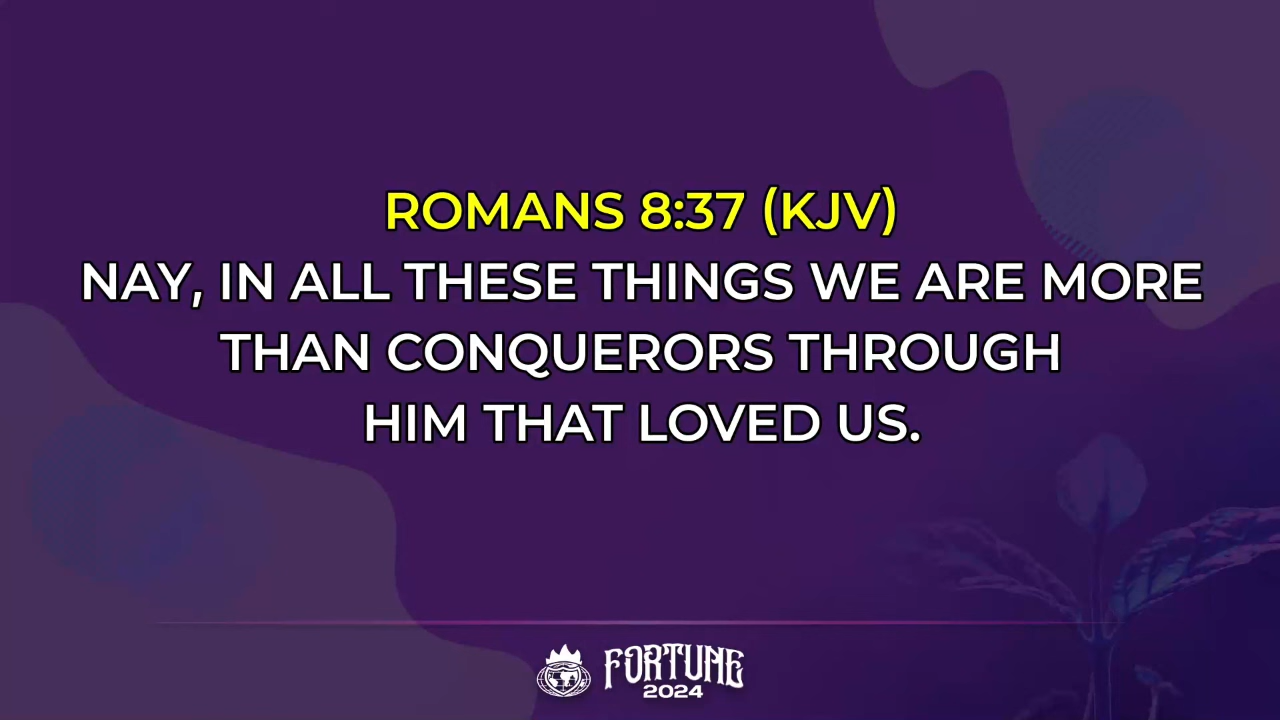 ROMANS 8:37 (KJV)
NAY, IN ALL THESE THINGS WE ARE MORE
THAN CONQUERORS THROUGH
HIM THAT LOVED US.
FORTUNE
2024